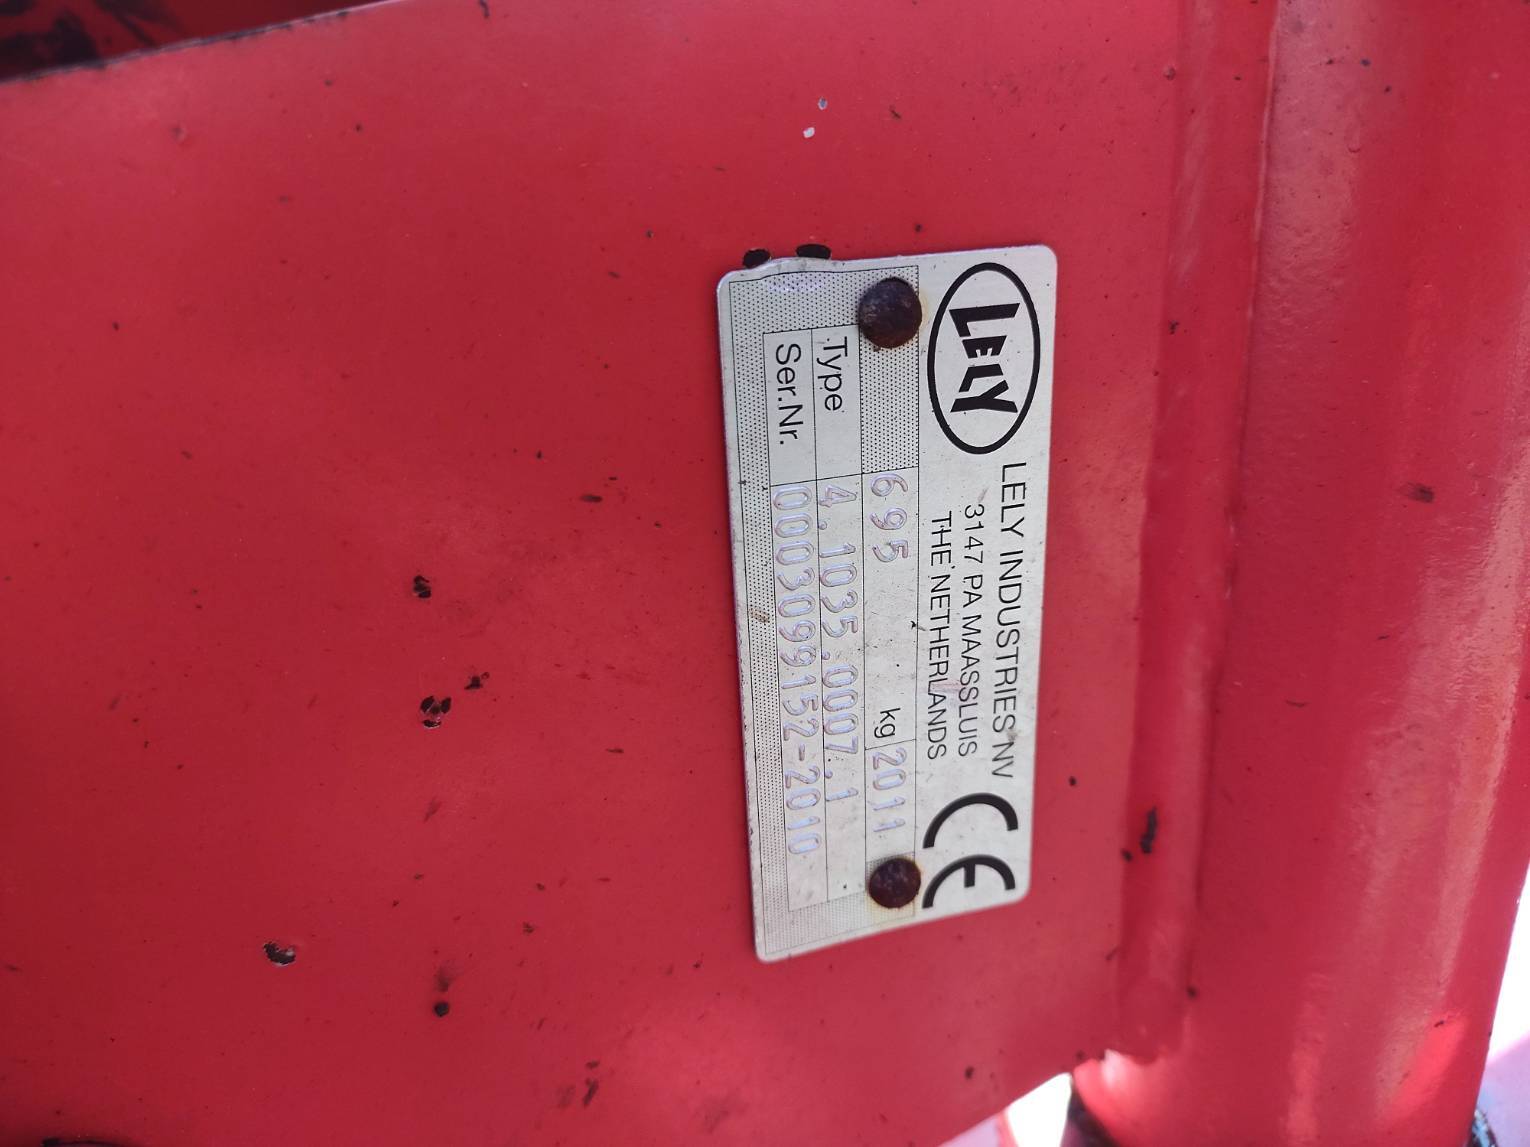 LELY
LELY INDUSTRIES NV
3147 PA MAASSLUIS
THE NETHERLANDS
CE
695 kg 2011
Type 4.1035.0007.1
Ser.Nr. 0003099152-2010